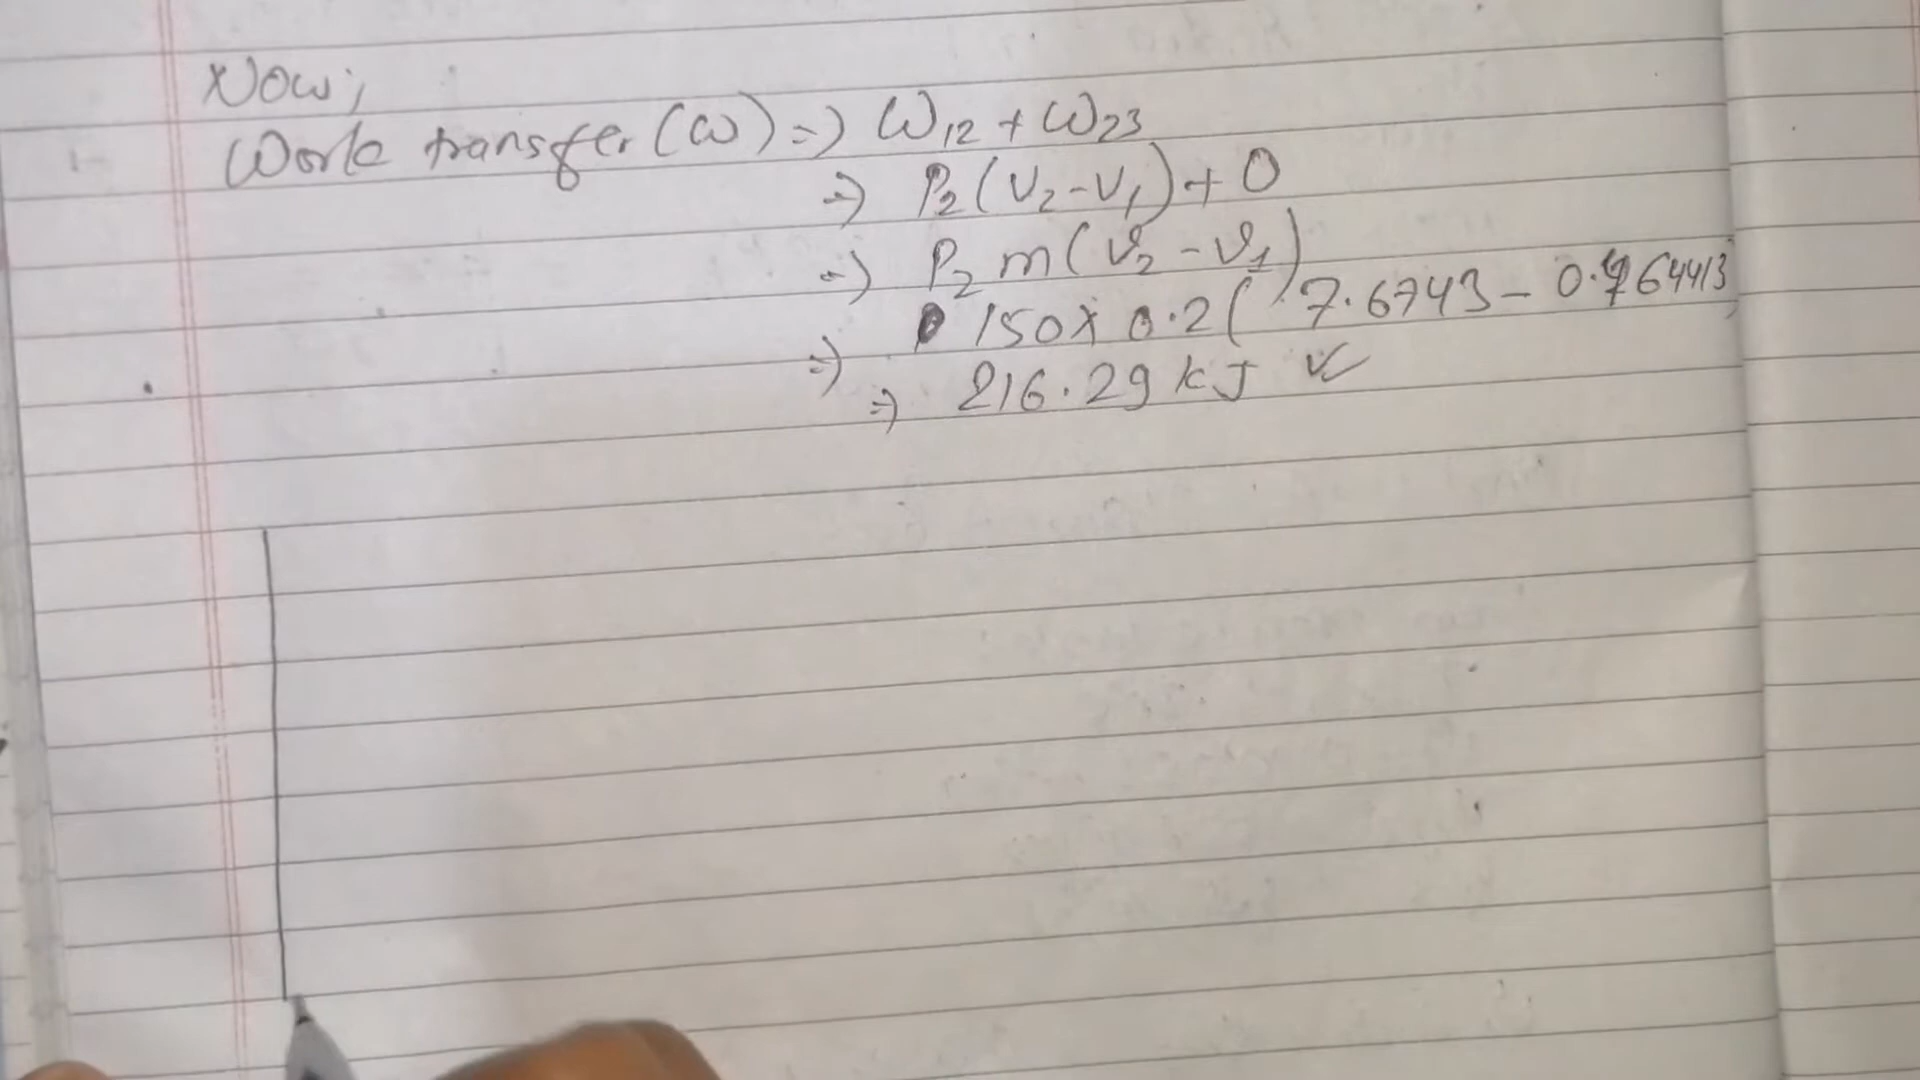 Now;
Work transfer (W) => W12 + W23
=> P2 (V2 - V1) + 0
=> P2 m (v2 - v1)
=> 150 x 0.2 ( 7.6743 - 0.464413)
=> 216.29 kJ